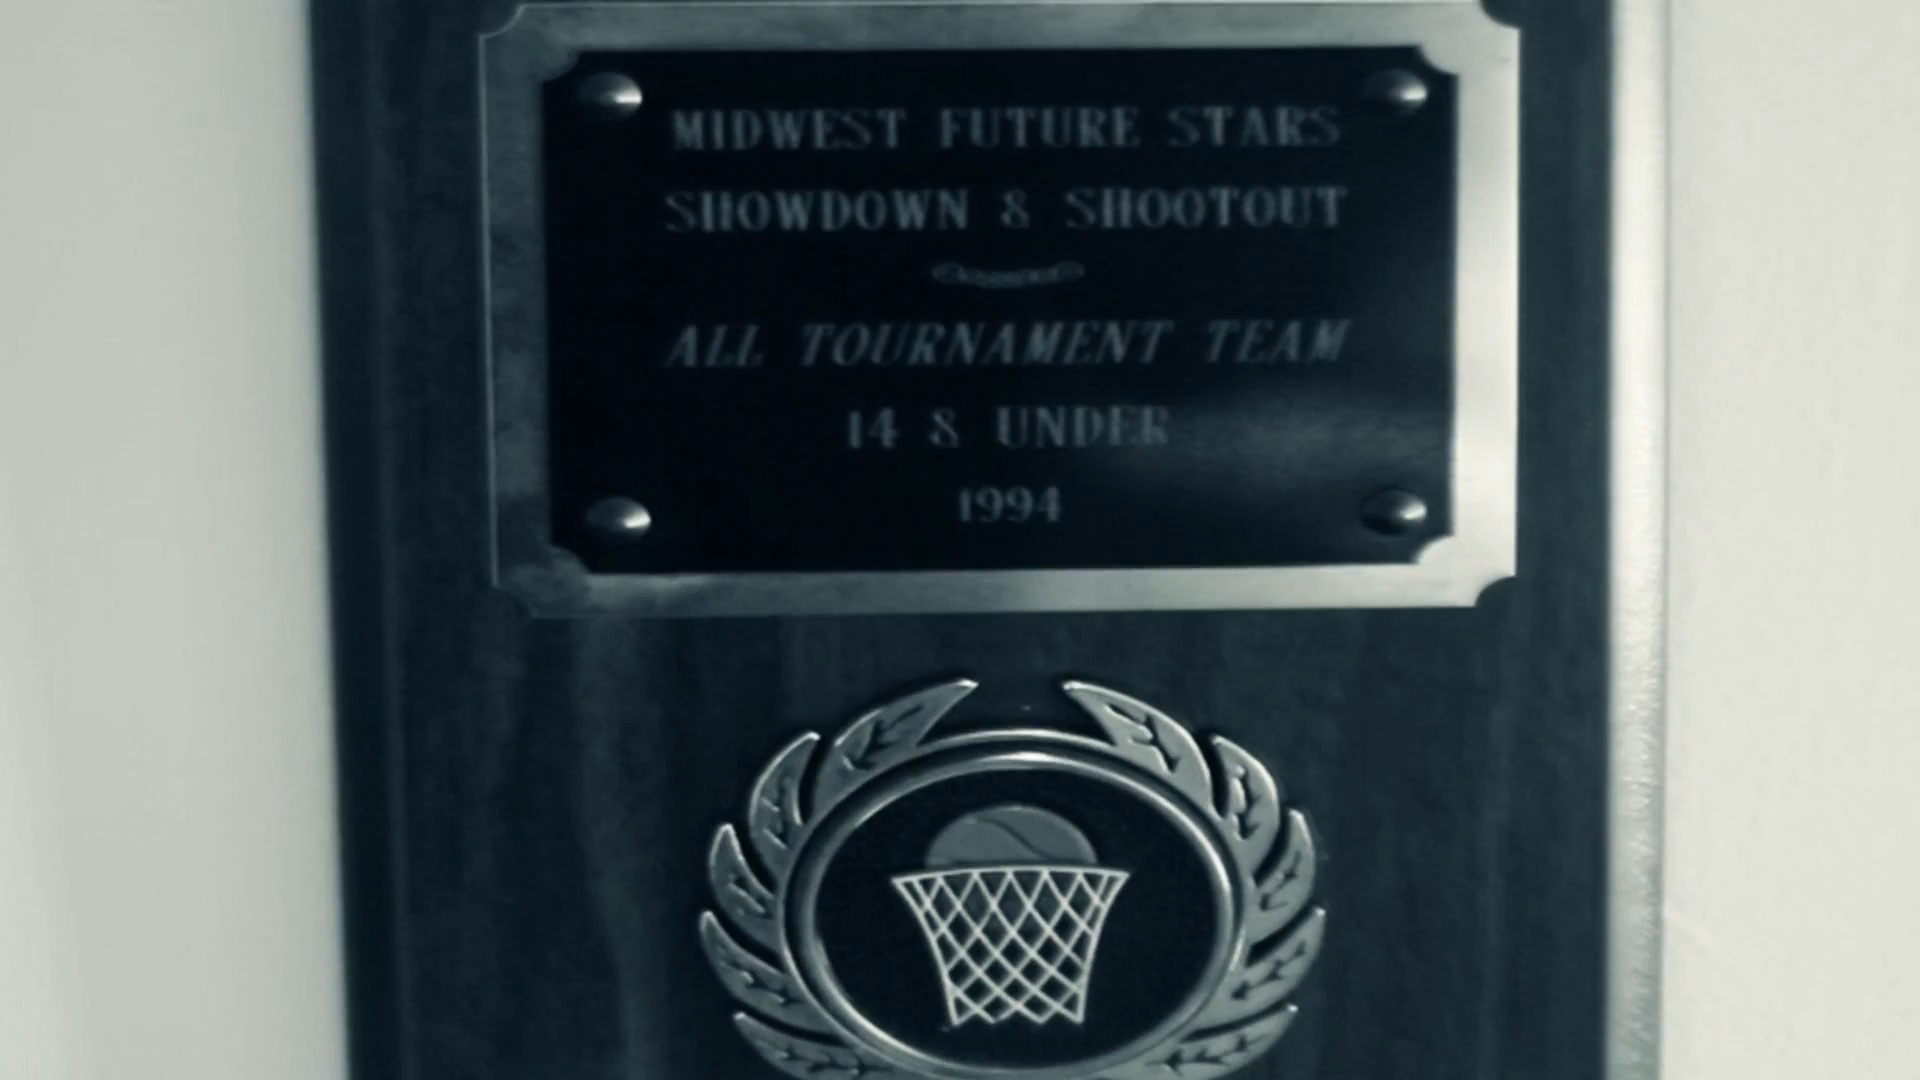 MIDWEST FUTURE STARS
SHOWDOWN & SHOOTOUT
ALL TOURNAMENT TEAM
14 & UNDER
1994